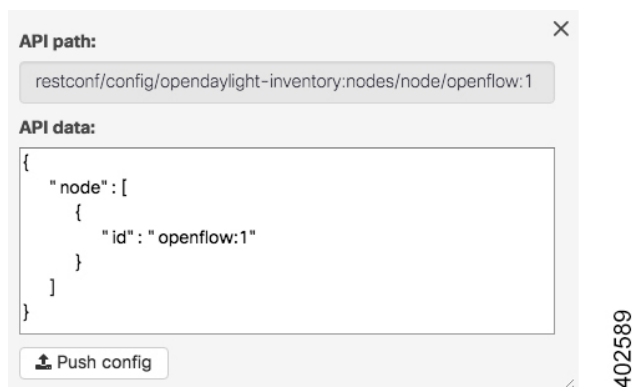 API path:
restconf/config/opendaylight-inventory:nodes/node/openflow:1
API data:
{
"node": [
{
"id": "openflow:1"
}
]
}
Push config
402589